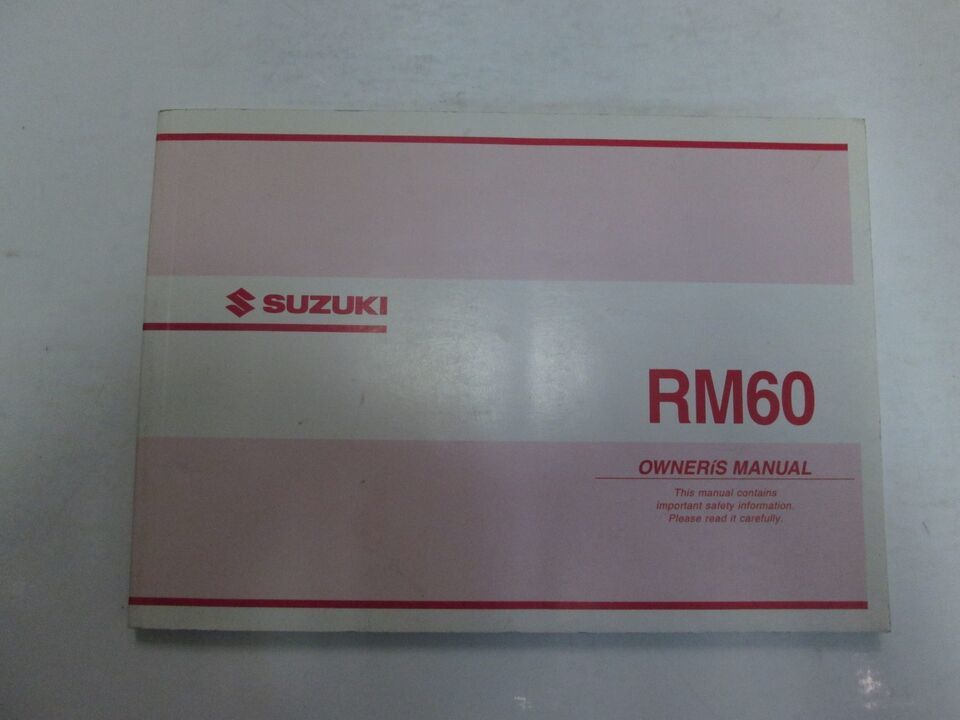 SUZUKI
RM60
OWNERíS MANUAL
This manual contains
important safety information.
Please read it carefully.